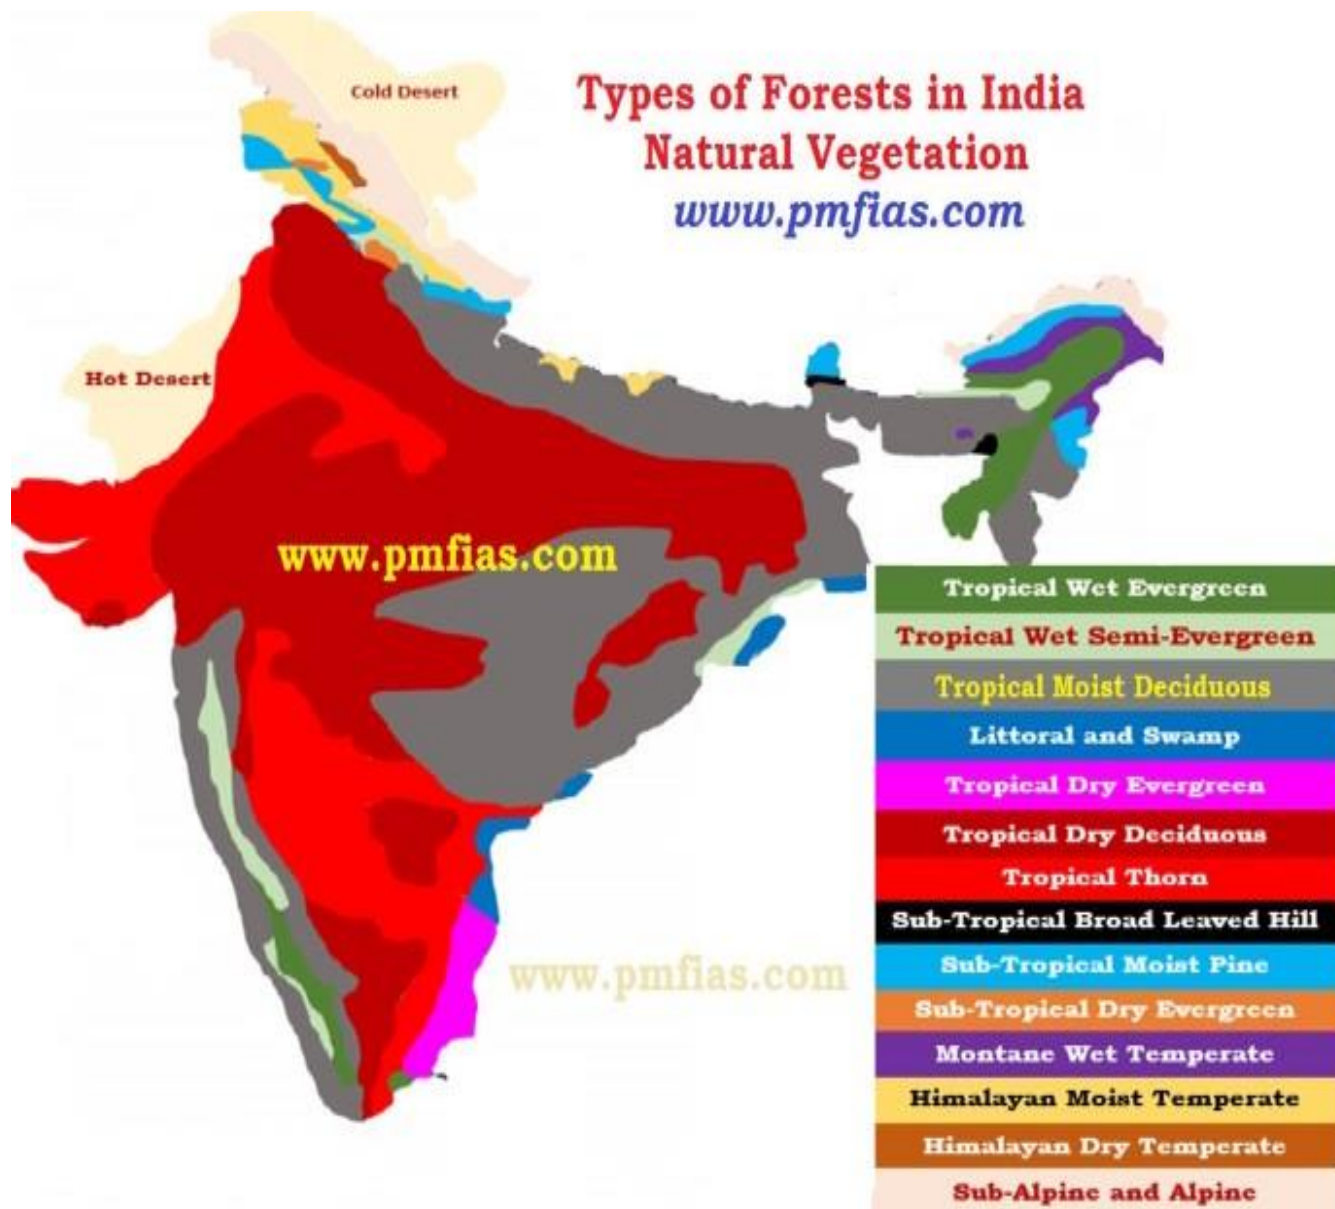 Types of Forests in India
Natural Vegetation
www.pmfias.com
Cold Desert
Hot Desert
www.pmfias.com
www.pmfias.com
Tropical Wet Evergreen
Tropical Wet Semi-Evergreen
Tropical Moist Deciduous
Littoral and Swamp
Tropical Dry Evergreen
Tropical Dry Deciduous
Tropical Thorn
Sub-Tropical Broad Leaved Hill
Sub-Tropical Moist Pine
Sub-Tropical Dry Evergreen
Montane Wet Temperate
Himalayan Moist Temperate
Himalayan Dry Temperate
Sub-Alpine and Alpine